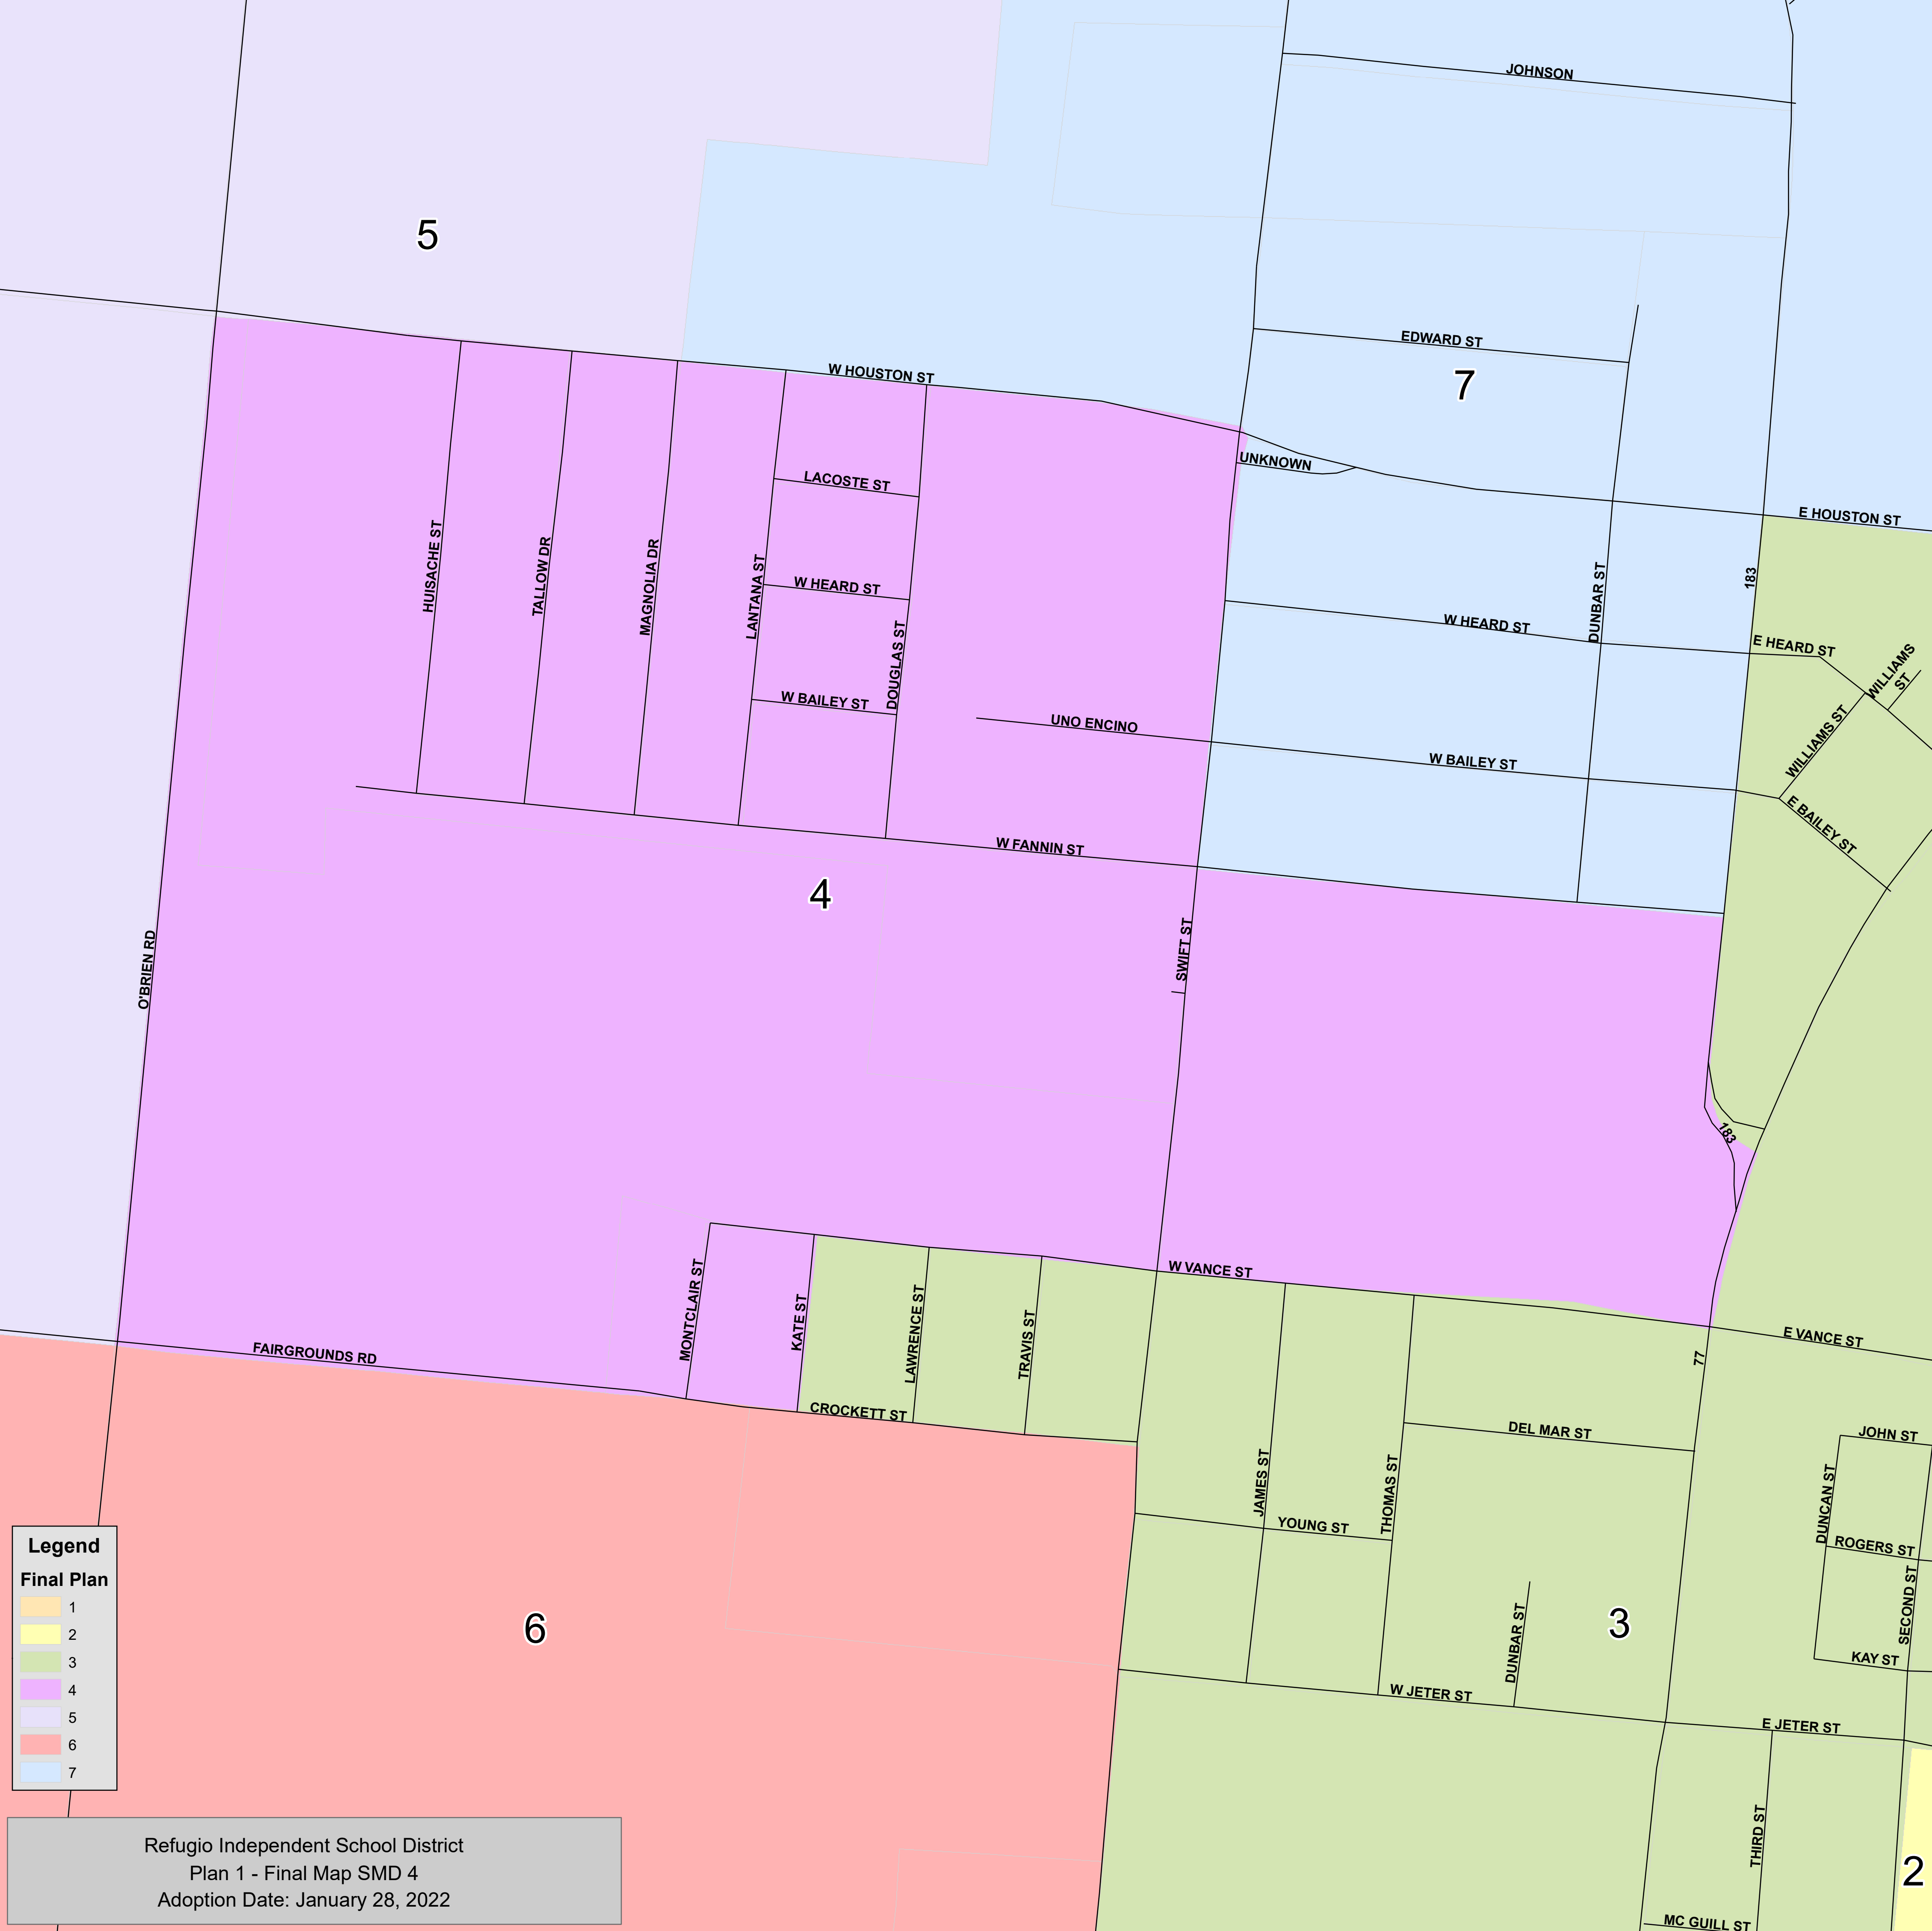 JOHNSON
5
EDWARD ST
7
W HOUSTON ST
UNKNOWN
LACOSTE ST
E HOUSTON ST
HUISACHE ST
TALLOW DR
MAGNOLIA DR
LANTANA ST
W HEARD ST
DOUGLAS ST
DUNBAR ST
183
W HEARD ST
E HEARD ST
WILLIAMS
ST
WILLIAMS ST
W BAILEY ST
UNO ENCINO
W BAILEY ST
E BAILEY ST
W FANNIN ST
4
SWIFT ST
O'BRIEN RD
183
W VANCE ST
MONTCLAIR ST
KATE ST
LAWRENCE ST
TRAVIS ST
E VANCE ST
77
FAIRGROUNDS RD
CROCKETT ST
DEL MAR ST
JOHN ST
JAMES ST
THOMAS ST
DUNCAN ST
YOUNG ST
ROGERS ST
SECOND ST
6
3
DUNBAR ST
KAY ST
W JETER ST
E JETER ST
THIRD ST
2
MC GUILL ST
Legend
Final Plan
1
2
3
4
5
6
7
Refugio Independent School District
Plan 1 - Final Map SMD 4
Adoption Date: January 28, 2022